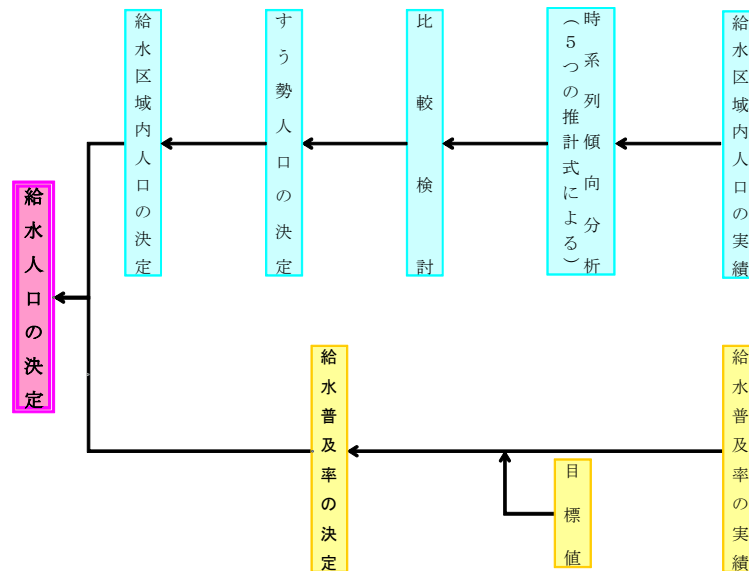 給水区域内人口の実績
時系列傾向分析
（５つの推計式による）
比較検討
すう勢人口の決定
給水区域内人口の決定
給水人口の決定
給水普及率の実績
目標値
給水普及率の決定